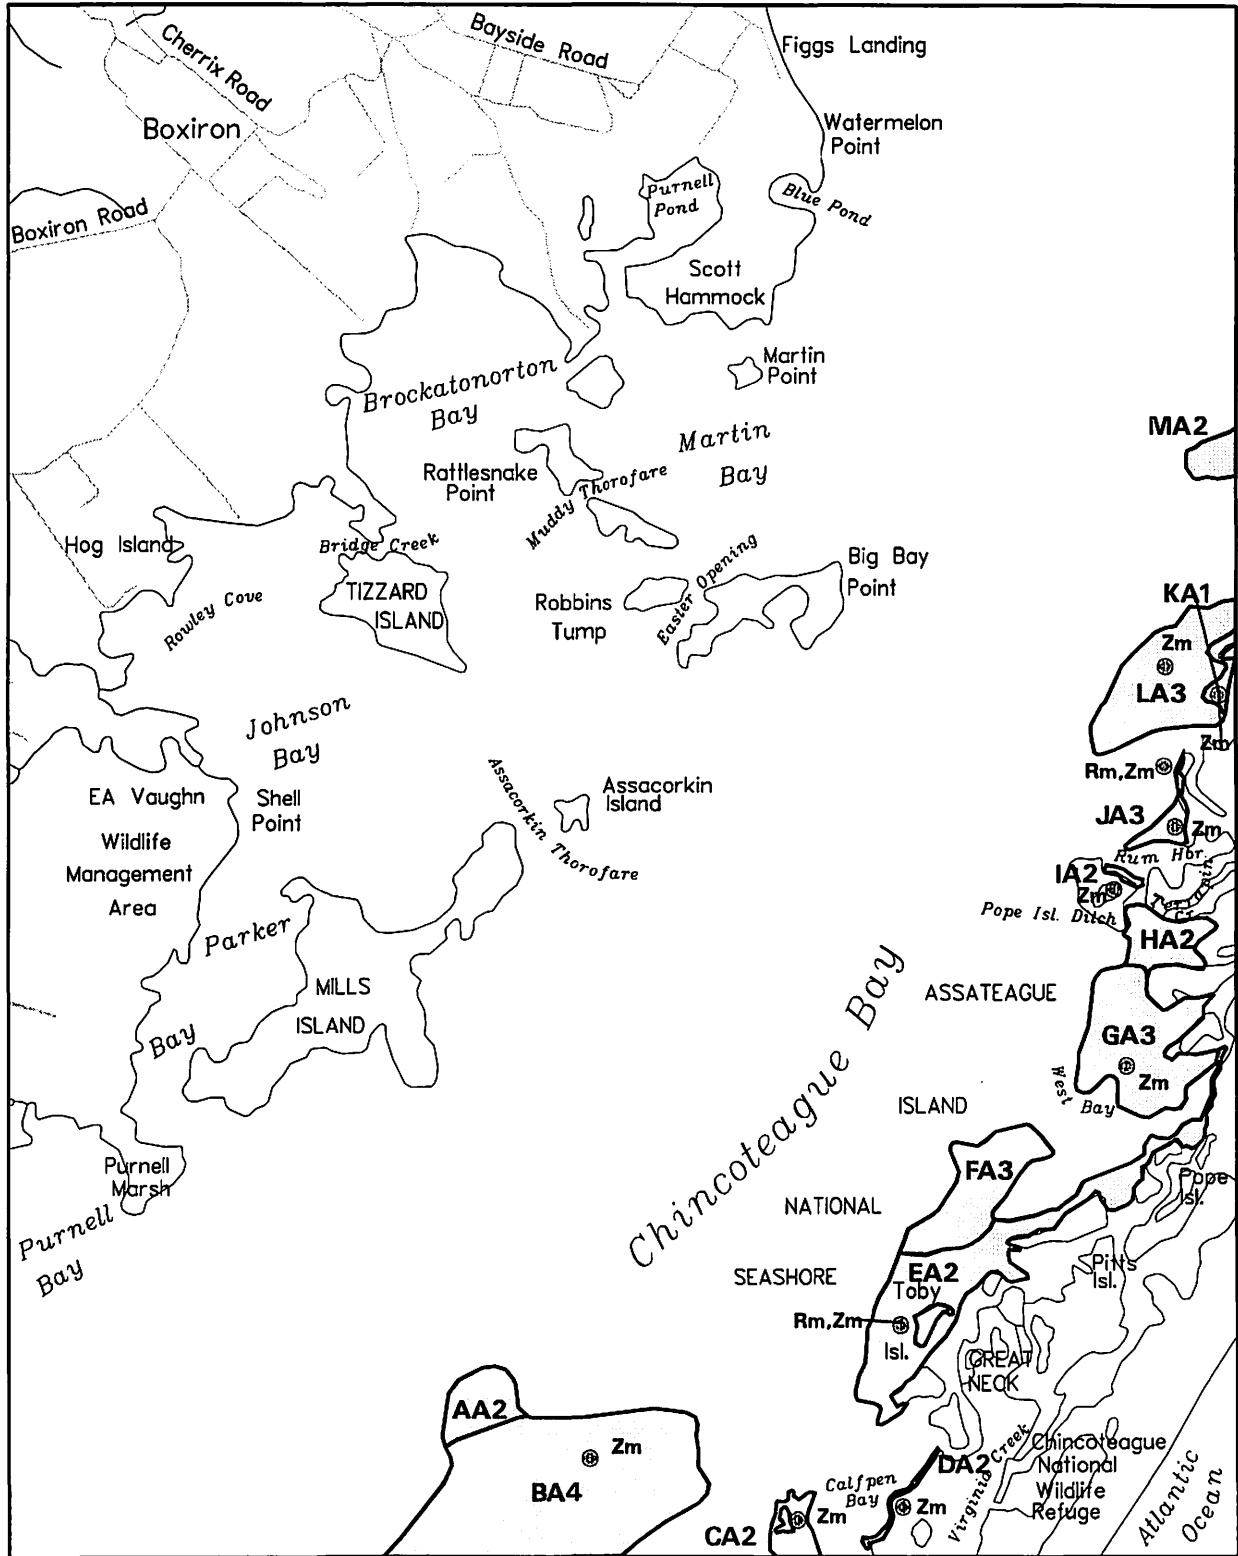 Cherrix Road
Bayside Road
Figgs Landing
Boxiron
Watermelon
Point
Purnell
Pond
Blue Pond
Boxiron Road
Scott
Hammock
Martin
Point
Brockatonorton
Bay
MA2
Martin
Bay
Rattlesnake
Point
Muddy Thorofare
Hog Island
Bridge Creek
Big Bay
Point
Easter Opening
TIZZARD
ISLAND
Robbins
Tump
Rowley Cove
KA1
Zm
LA3
Zm
Johnson
Bay
Rm,Zm
EA Vaughn
Wildlife
Management
Area
Shell
Point
Assacorkin
Island
Assacorkin Thorofare
JA3
Zm
Rum Hbr.
IA2
Zm
Terrapin
Cr.
Pope Isl. Ditch
HA2
Parker
Bay
MILLS
ISLAND
ASSATEAGUE
GA3
Zm
West
Bay
Chincoteague Bay
ISLAND
FA3
Purnell
Marsh
Pope
Isl.
NATIONAL
Purnell
Bay
SEASHORE
EA2
Toby
Isl.
Pitts
Isl.
Rm,Zm
GREAT
NECK
AA2
Zm
BA4
Chincoteague
National
Wildlife
Refuge
DA2
Zm
Virginia Creek
Calfpen
Bay
CA2
Zm
Atlantic
Ocean